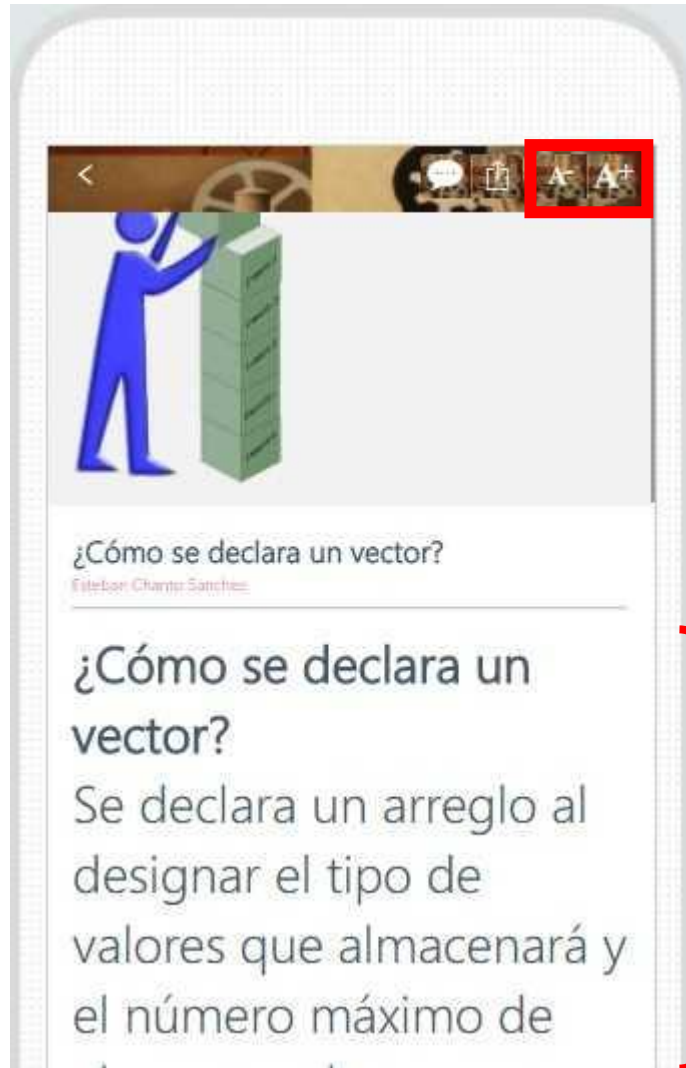 A- A+
¿Cómo se declara un vector?
Esteban Chanto Sanchez
¿Cómo se declara un
vector?
Se declara un arreglo al
designar el tipo de
valores que almacenará y
el número máximo de